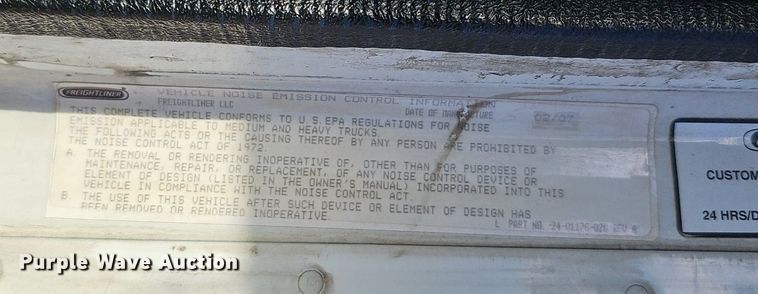 FREIGHTLINER
VEHICLE NOISE EMISSION CONTROL INFORMATION
FREIGHTLINER LLC
DATE OF MANUFACTURE 02/07
THIS COMPLETE VEHICLE CONFORMS TO U.S.EPA REGULATIONS FOR NOISE
EMISSION APPLICABLE TO MEDIUM AND HEAVY TRUCKS.
THE FOLLOWING ACTS OR THE CAUSING THEREOF BY ANY PERSON ARE PROHIBITED BY
THE NOISE CONTROL ACT OF 1972.
A. THE REMOVAL OR RENDERING INOPERATIVE OF, OTHER THAN FOR PURPOSES OF
MAINTENANCE, REPAIR, OR REPLACEMENT, OF ANY NOISE CONTROL DEVICE OR
ELEMENT OF DESIGN (LISTED IN THE OWNER'S MANUAL) INCORPORATED INTO THIS
VEHICLE IN COMPLIANCE WITH THE NOISE CONTROL ACT.
B. THE USE OF THIS VEHICLE AFTER SUCH DEVICE OR ELEMENT OF DESIGN HAS
BEEN REMOVED OR RENDERED INOPERATIVE.
L PART NO. 24-01176-026 REV A
CUSTOM
24 HRS/D
Purple Wave Auction